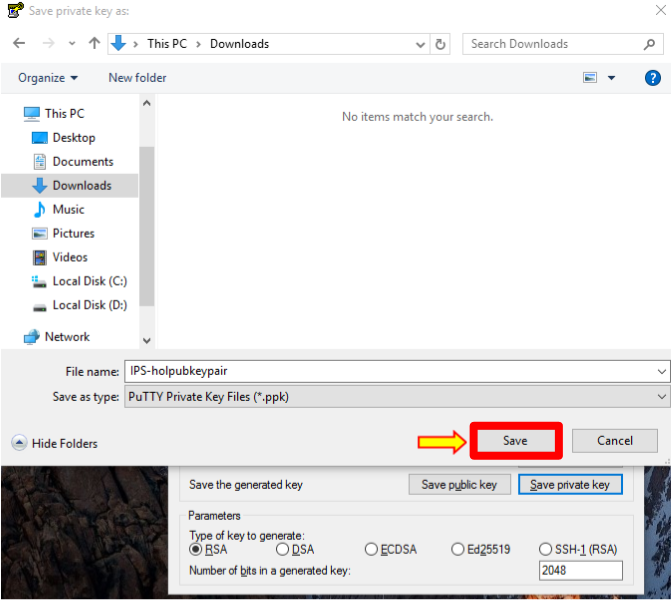 Save private key as:
This PC > Downloads
Search Downloads
Organize
New folder
?
This PC
Desktop
Documents
Downloads
Music
Pictures
Videos
Local Disk (C:)
Local Disk (D:)
Network
No items match your search.
File name: IPS-holpubkeypair
Save as type: PuTTY Private Key Files (*.ppk)
Hide Folders
Save
Cancel
Save the generated key
Save public key
Save private key
Parameters
Type of key to generate:
RSA
DSA
ECDSA
Ed25519
SSH-1 (RSA)
Number of bits in a generated key:
2048